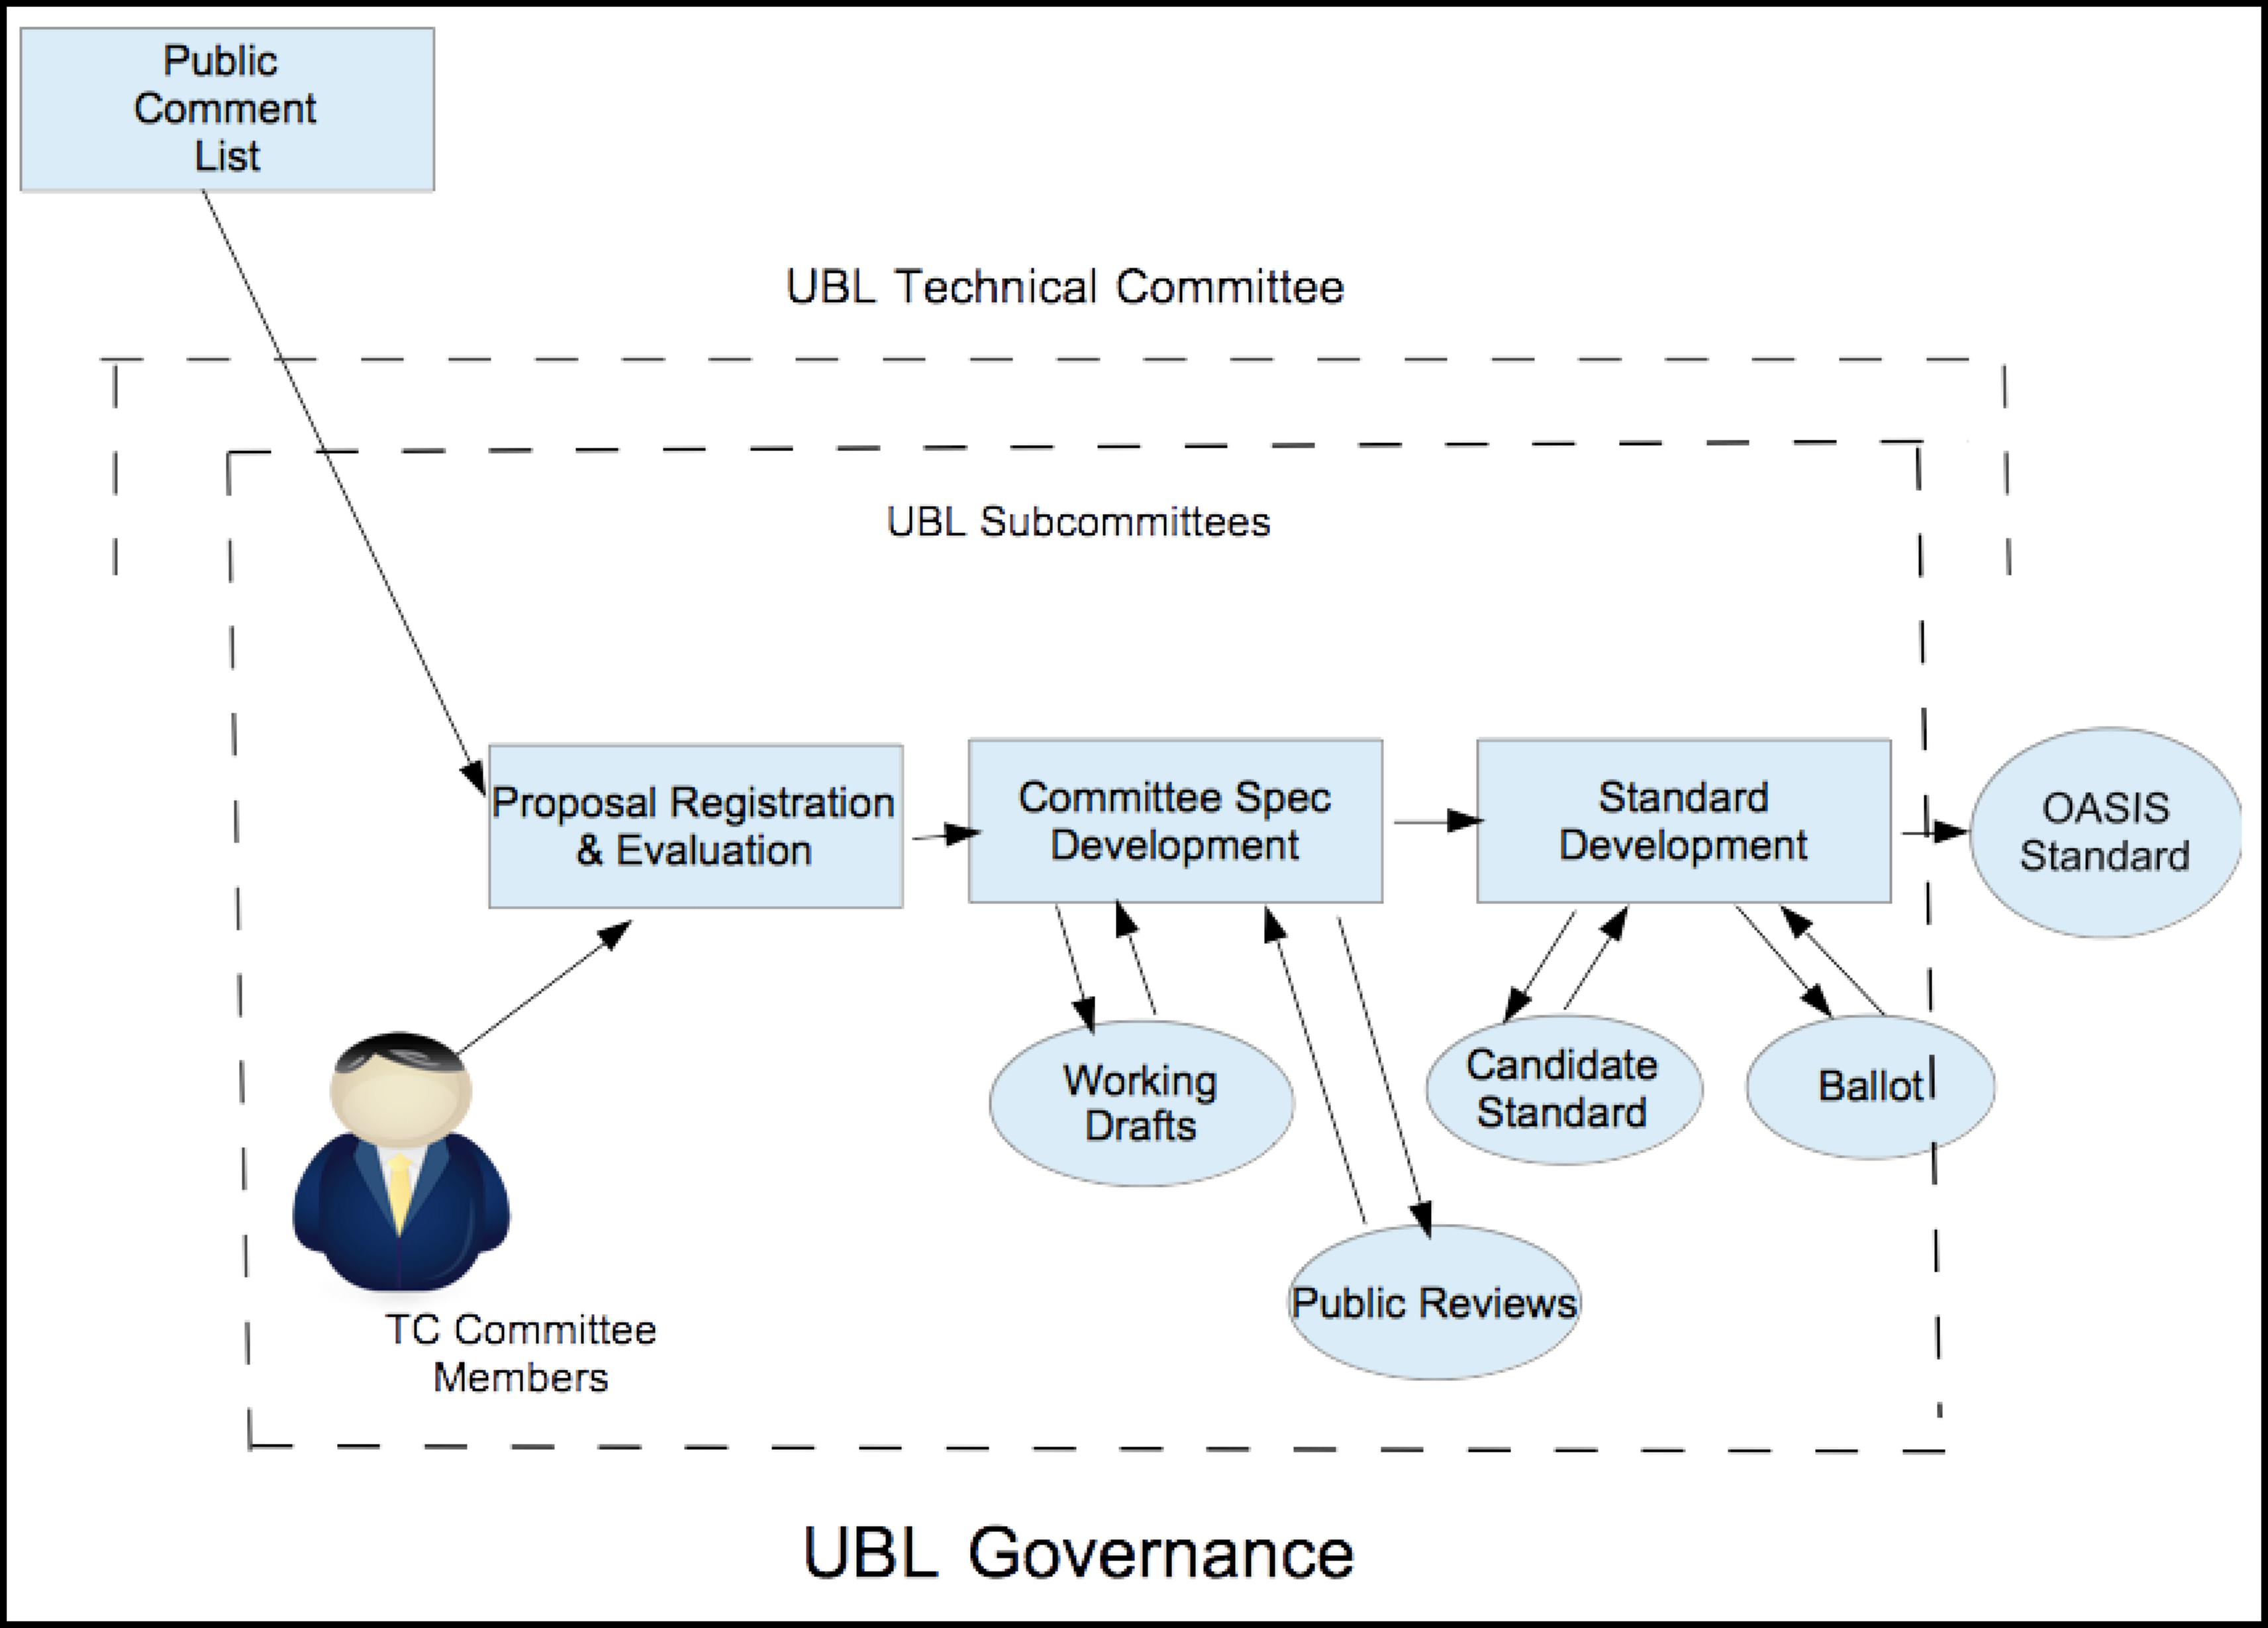 Public
Comment
List
UBL Technical Committee
UBL Subcommittees
Proposal Registration
& Evaluation
Committee Spec
Development
Standard
Development
OASIS
Standard
Working
Drafts
Candidate
Standard
Ballot
Public Reviews
TC Committee
Members
UBL Governance